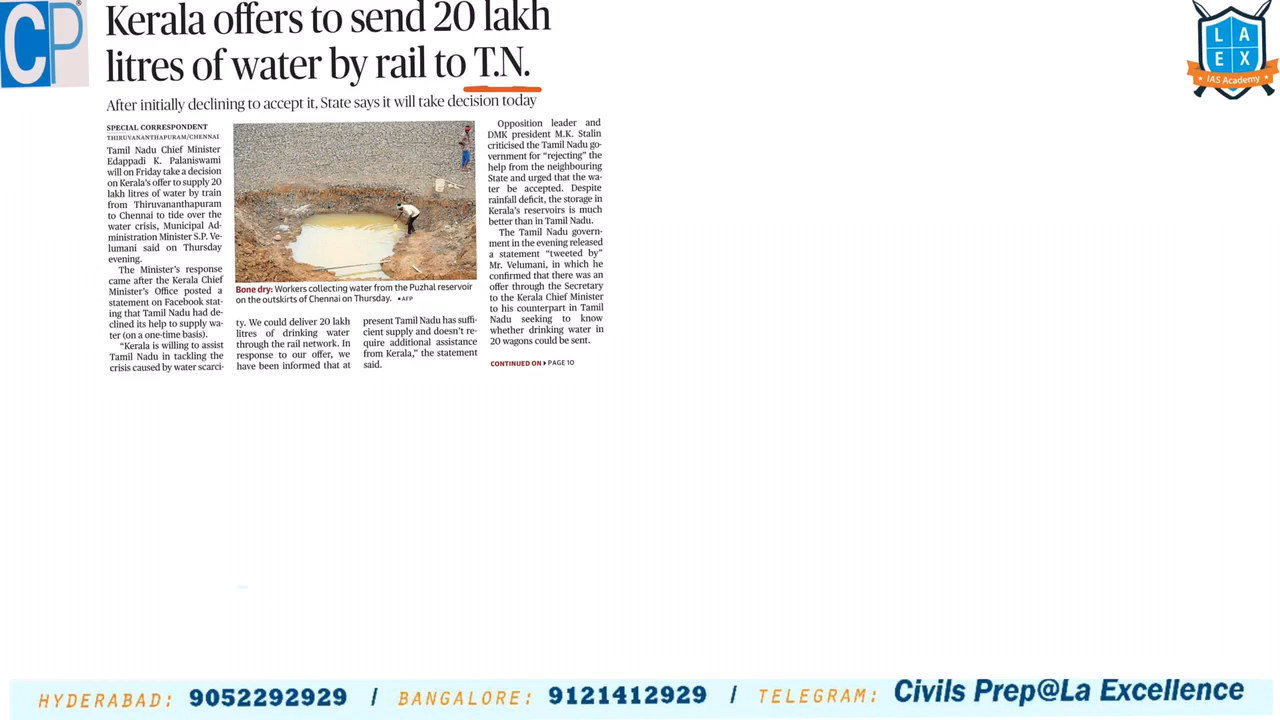 CP
®
Kerala offers to send 20 lakh
litres of water by rail to T.N.
After initially declining to accept it, State says it will take decision today
SPECIAL CORRESPONDENT
THIRUVANANTHAPURAM/CHENNAI
Tamil Nadu Chief Minister
Edappadi K. Palaniswami
will on Friday take a decision
on Kerala's offer to supply 20
lakh litres of water by train
from Thiruvananthapuram
to Chennai to tide over the
water crisis, Municipal Ad-
ministration Minister S.P. Ve-
lumani said on Thursday
evening.
The Minister's response
came after the Kerala Chief
Minister's Office posted a
statement on Facebook stat-
ing that Tamil Nadu had de-
clined its help to supply wa-
ter (on a one-time basis).
"Kerala is willing to assist
Tamil Nadu in tackling the
crisis caused by water scarci-
Bone dry: Workers collecting water from the Puzhal reservoir
on the outskirts of Chennai on Thursday. • AFP
ty. We could deliver 20 lakh
litres of drinking water
through the rail network. In
response to our offer, we
have been informed that at
present Tamil Nadu has suffi-
cient supply and doesn't re-
quire additional assistance
from Kerala," the statement
said.
Opposition leader and
DMK president M.K. Stalin
criticised the Tamil Nadu go-
vernment for "rejecting" the
help from the neighbouring
State and urged that the wa-
ter be accepted. Despite
rainfall deficit, the storage in
Kerala's reservoirs is much
better than in Tamil Nadu.
The Tamil Nadu govern-
ment in the evening released
a statement "tweeted by"
Mr. Velumani, in which he
confirmed that there was an
offer through the Secretary
to the Kerala Chief Minister
to his counterpart in Tamil
Nadu seeking to know
whether drinking water in
20 wagons could be sent.
CONTINUED ON PAGE 10
L A
E X
IAS Academy
HYDERABAD: 9052292929 / BANGALORE: 9121412929 / TELEGRAM: Civils Prep@La Excellence